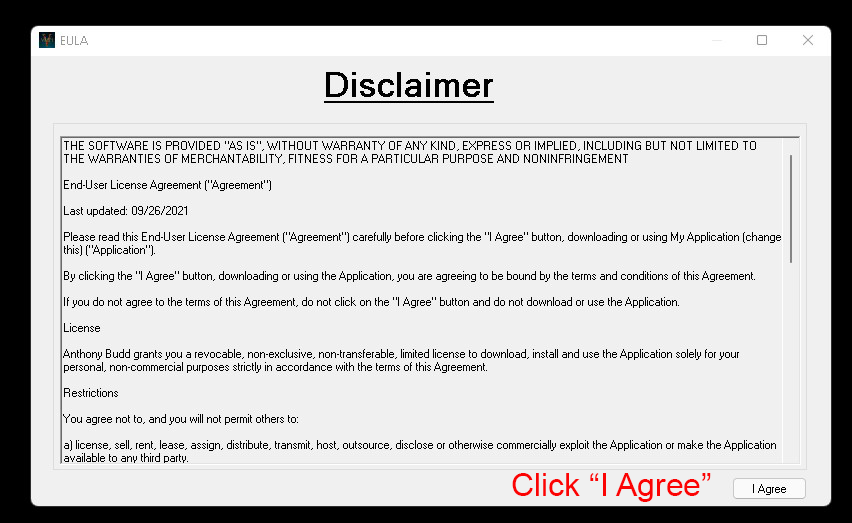 EULA
Disclaimer
THE SOFTWARE IS PROVIDED "AS IS", WITHOUT WARRANTY OF ANY KIND, EXPRESS OR IMPLIED, INCLUDING BUT NOT LIMITED TO
THE WARRANTIES OF MERCHANTABILITY, FITNESS FOR A PARTICULAR PURPOSE AND NONINFRINGEMENT
End-User License Agreement ("Agreement")
Last updated: 09/26/2021
Please read this End-User License Agreement ("Agreement") carefully before clicking the "I Agree" button, downloading or using My Application (change
this) ("Application").
By clicking the "I Agree" button, downloading or using the Application, you are agreeing to be bound by the terms and conditions of this Agreement.
If you do not agree to the terms of this Agreement, do not click on the "I Agree" button and do not download or use the Application.
License
Anthony Budd grants you a revocable, non-exclusive, non-transferable, limited license to download, install and use the Application solely for your
personal, non-commercial purposes strictly in accordance with the terms of this Agreement.
Restrictions
You agree not to, and you will not permit others to:
a) license, sell, rent, lease, assign, distribute, transmit, host, outsource, disclose or otherwise commercially exploit the Application or make the Application
available to any third party.
Click “I Agree”
I Agree